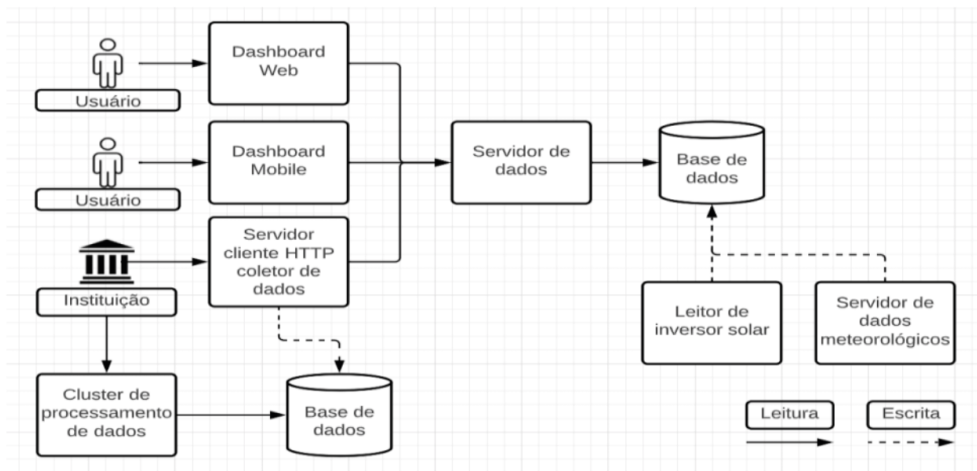 Usuário
Dashboard
Web
Usuário
Dashboard
Mobile
Servidor de
dados
Base de
dados
Instituição
Servidor
cliente HTTP
coletor de
dados
Leitor de
inversor solar
Servidor de
dados
meteorológicos
Cluster de
processamento
de dados
Base de
dados
Leitura
Escrita